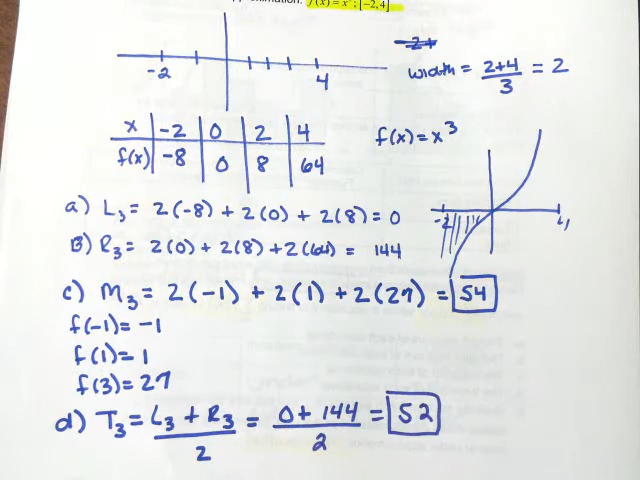 f(x) = x³; [-2,4]
-2 4
width = 2+4/3 = 2
x -2 0 2 4
f(x) -8 0 8 64
f(x) = x³
-2
a) L₃ = 2(-8) + 2(0) + 2(8) = 0
B) R₃ = 2(0) + 2(8) + 2(64) = 144
c) M₃ = 2(-1) + 2(1) + 2(27) = 54
f(-1) = -1
f(1) = 1
f(3) = 27
d) T₃ = L₃ + R₃/2 = 0 + 144/2 = 52